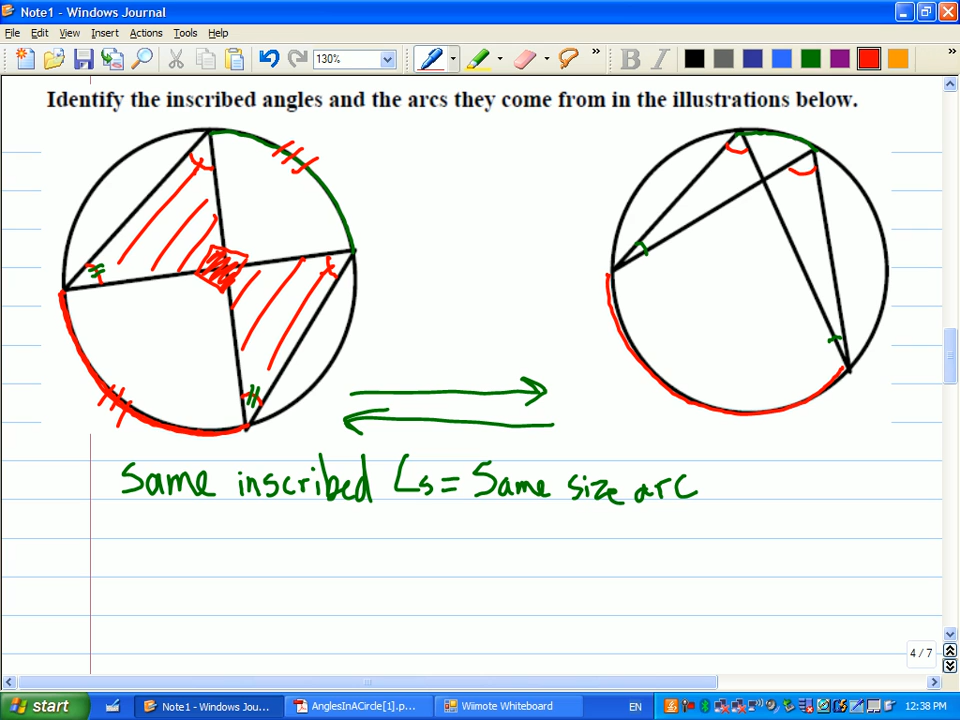 Note1 - Windows Journal
File Edit View Insert Actions Tools Help
130%
B I
Identify the inscribed angles and the arcs they come from in the illustrations below.
Same inscribed ∠s = Same size arc
4 / 7
start Note1 - Windows Jou... AnglesInACircle[1].p... Wiimote Whiteboard EN 12:38 PM